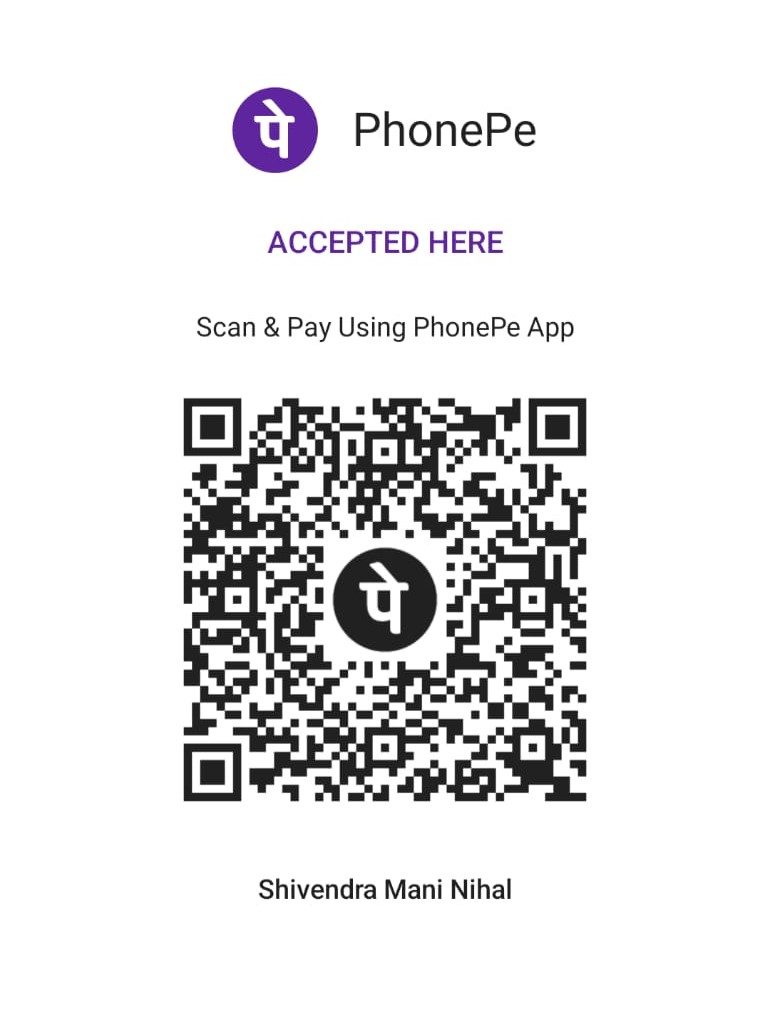 पे PhonePe
ACCEPTED HERE
Scan & Pay Using PhonePe App
पे
Shivendra Mani Nihal